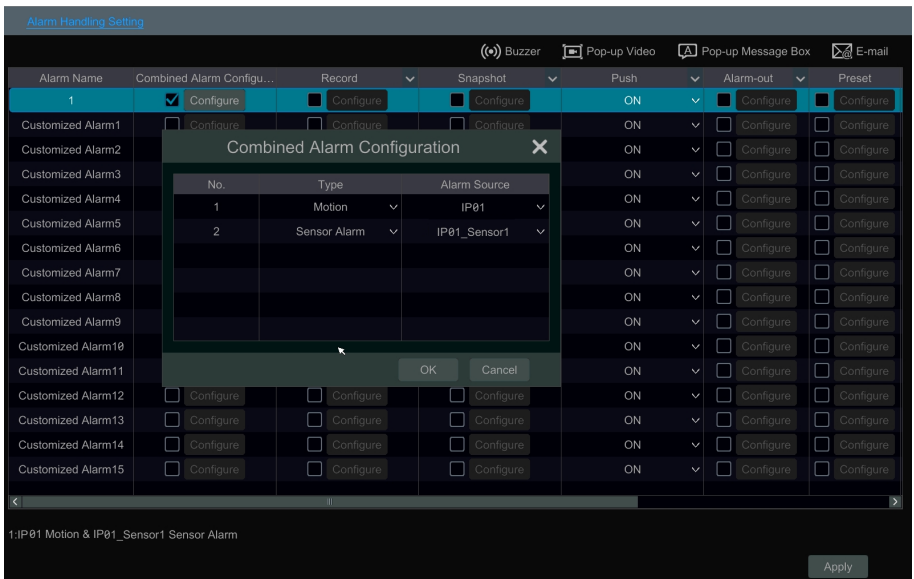 Alarm Handling Setting
Buzzer Pop-up Video Pop-up Message Box E-mail
Alarm Name Combined Alarm Configu... Record Snapshot Push Alarm-out Preset
1 Configure Configure Configure ON Configure Configure
Customized Alarm1 Configure Configure Configure ON Configure Configure
Customized Alarm2 ON Configure Configure
Customized Alarm3 ON Configure Configure
Customized Alarm4 ON Configure Configure
Customized Alarm5 ON Configure Configure
Customized Alarm6 ON Configure Configure
Customized Alarm7 ON Configure Configure
Customized Alarm8 ON Configure Configure
Customized Alarm9 ON Configure Configure
Customized Alarm10 ON Configure Configure
Customized Alarm11 ON Configure Configure
Customized Alarm12 Configure Configure Configure ON Configure Configure
Customized Alarm13 Configure Configure Configure ON Configure Configure
Customized Alarm14 Configure Configure Configure ON Configure Configure
Customized Alarm15 Configure Configure Configure ON Configure Configure
Combined Alarm Configuration
No. Type Alarm Source
1 Motion IP01
2 Sensor Alarm IP01_Sensor1
OK Cancel
1:IP01 Motion & IP01_Sensor1 Sensor Alarm
Apply